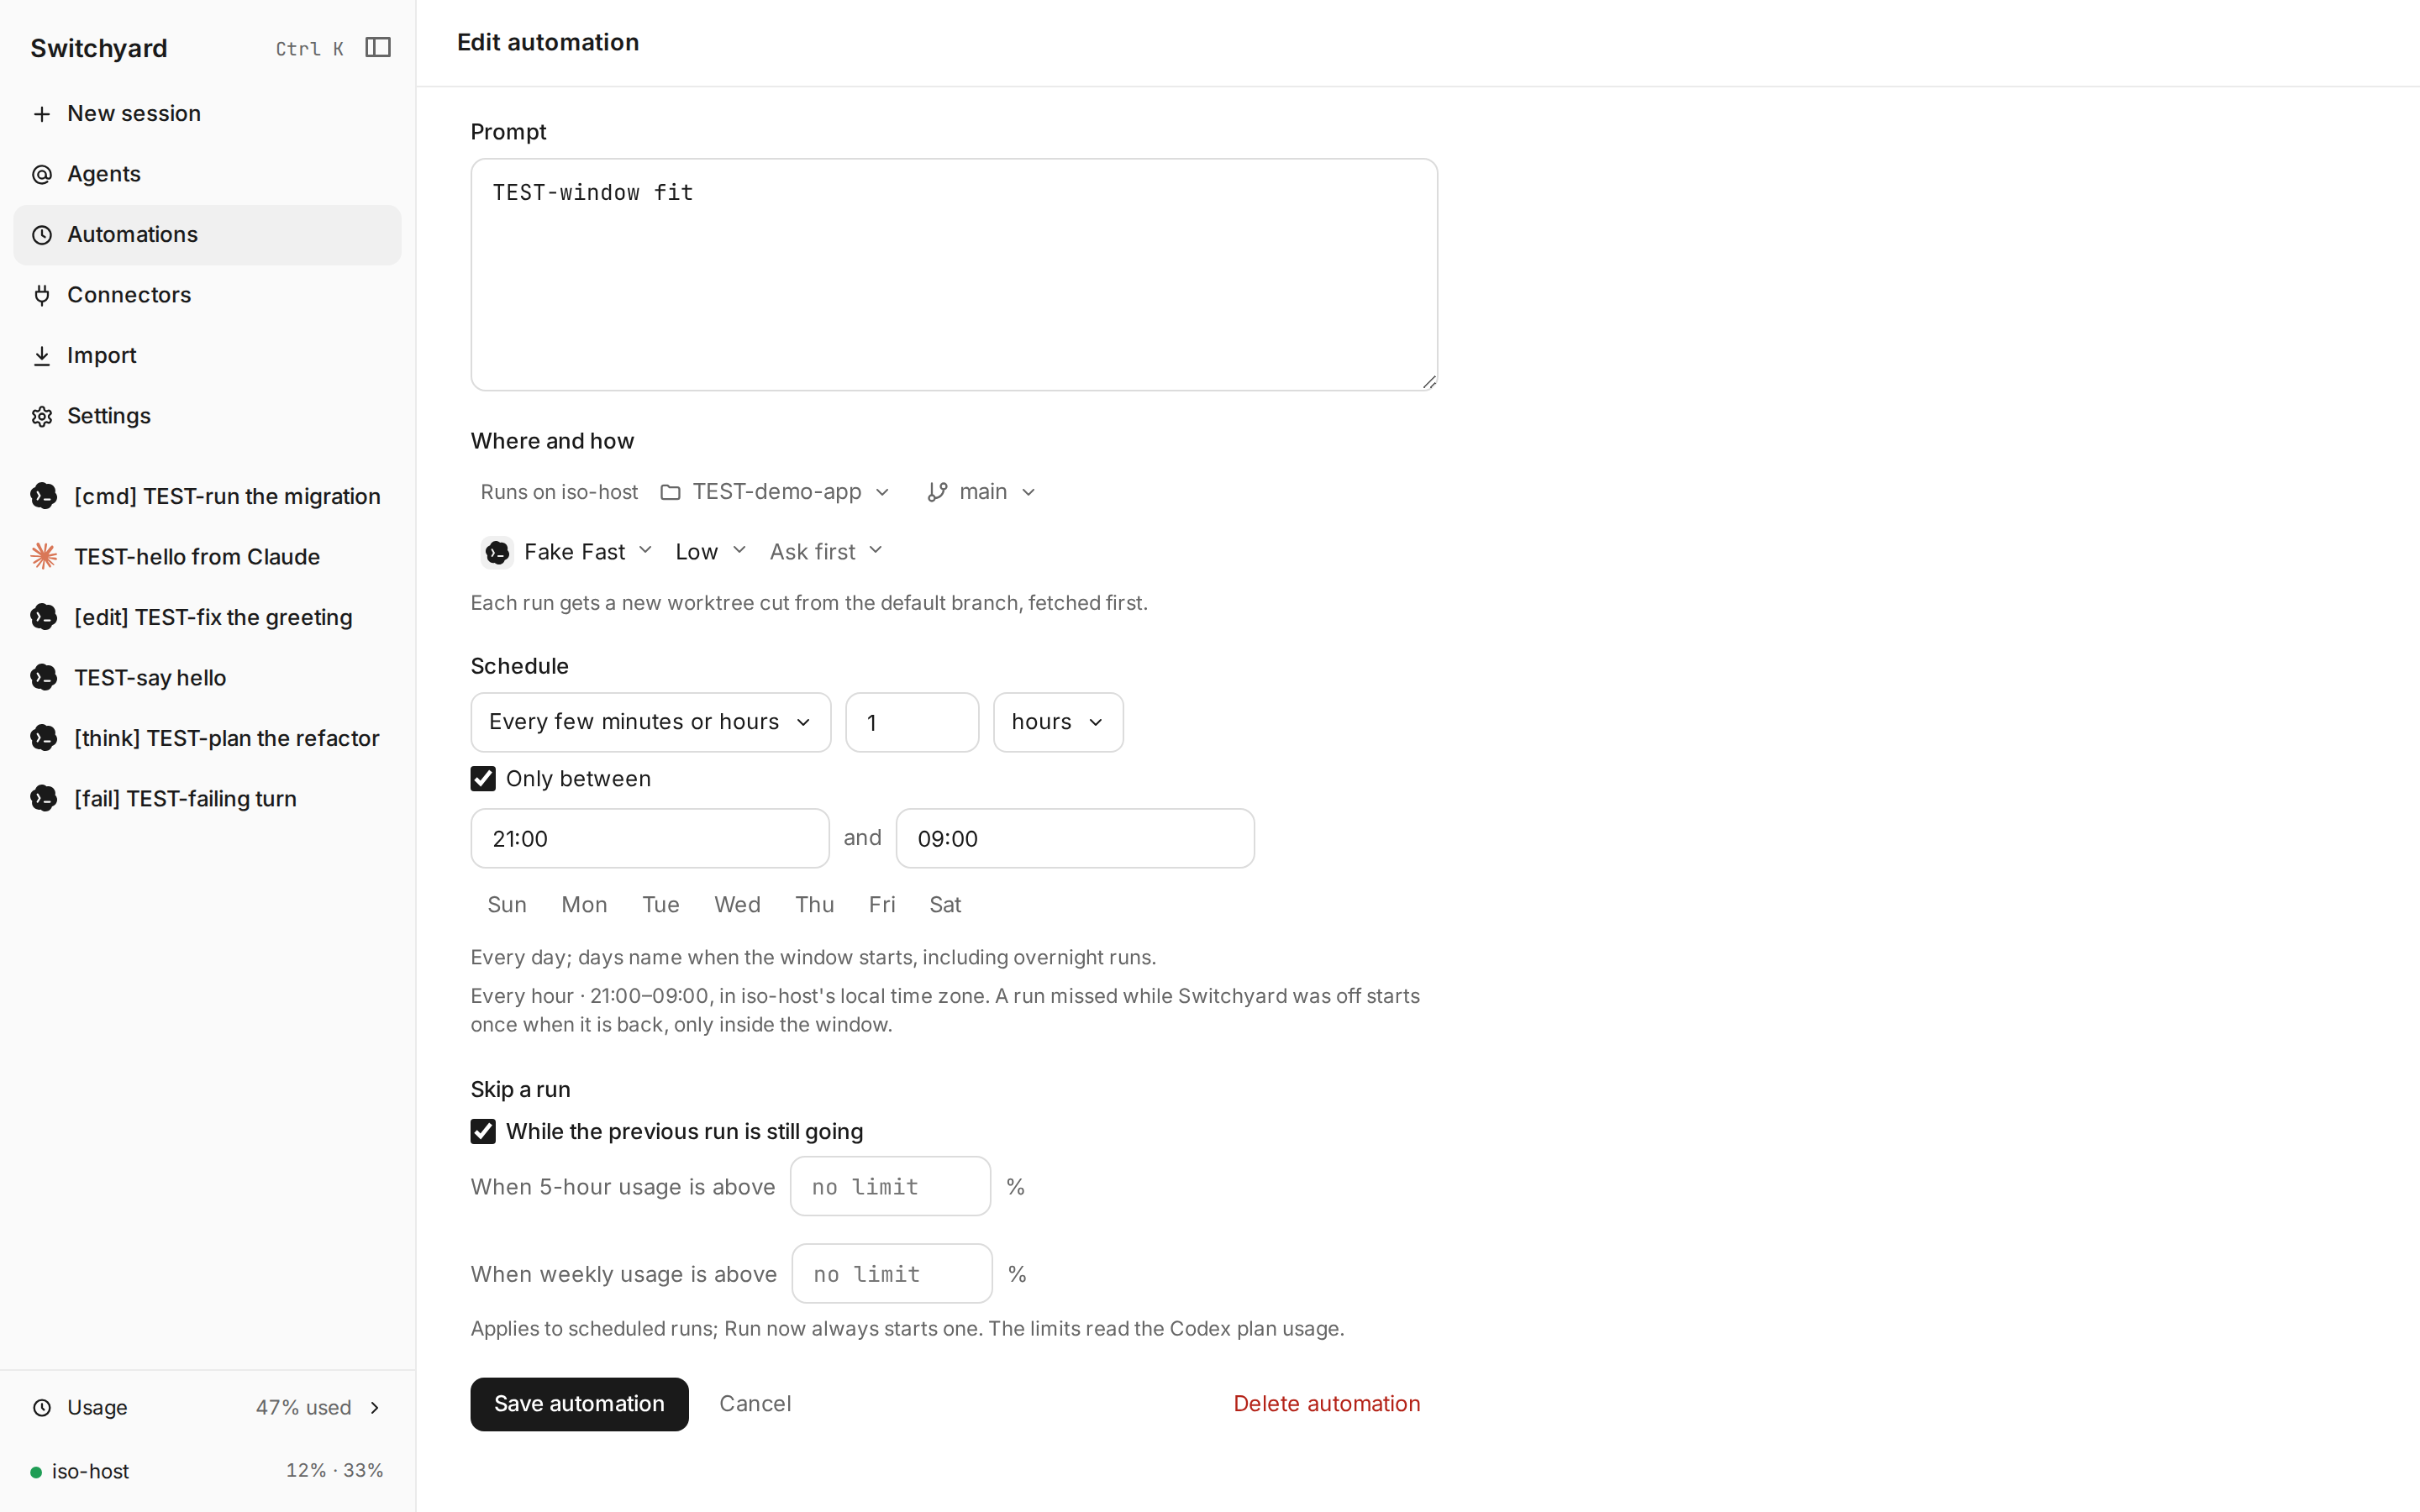 Switchyard
Ctrl K
New session
Agents
Automations
Connectors
Import
Settings
[cmd] TEST-run the migration
TEST-hello from Claude
[edit] TEST-fix the greeting
TEST-say hello
[think] TEST-plan the refactor
[fail] TEST-failing turn
Usage 47% used
iso-host 12% · 33%
Edit automation
Prompt
TEST-window fit
Where and how
Runs on iso-host TEST-demo-app main
Fake Fast Low Ask first
Each run gets a new worktree cut from the default branch, fetched first.
Schedule
Every few minutes or hours 1 hours
Only between
21:00 and 09:00
Sun Mon Tue Wed Thu Fri Sat
Every day; days name when the window starts, including overnight runs.
Every hour · 21:00–09:00, in iso-host's local time zone. A run missed while Switchyard was off starts
once when it is back, only inside the window.
Skip a run
While the previous run is still going
When 5-hour usage is above no limit %
When weekly usage is above no limit %
Applies to scheduled runs; Run now always starts one. The limits read the Codex plan usage.
Save automation Cancel Delete automation